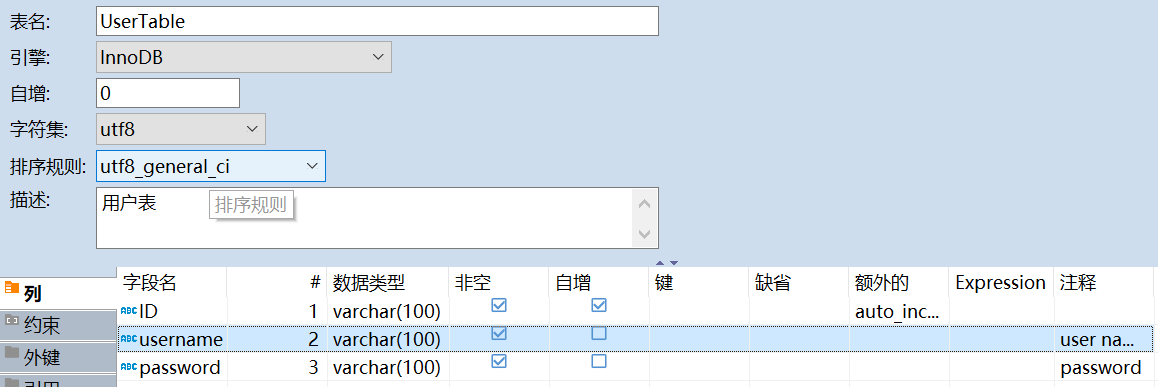 表名: UserTable
引擎: InnoDB
自增: 0
字符集: utf8
排序规则: utf8_general_ci
描述: 用户表
排序规则
列
约束
外键
字段名 # 数据类型 非空 自增 键 缺省 额外的 Expression 注释
ABC ID 1 varchar(100) auto_inc...
ABC username 2 varchar(100) user na...
ABC password 3 varchar(100) password